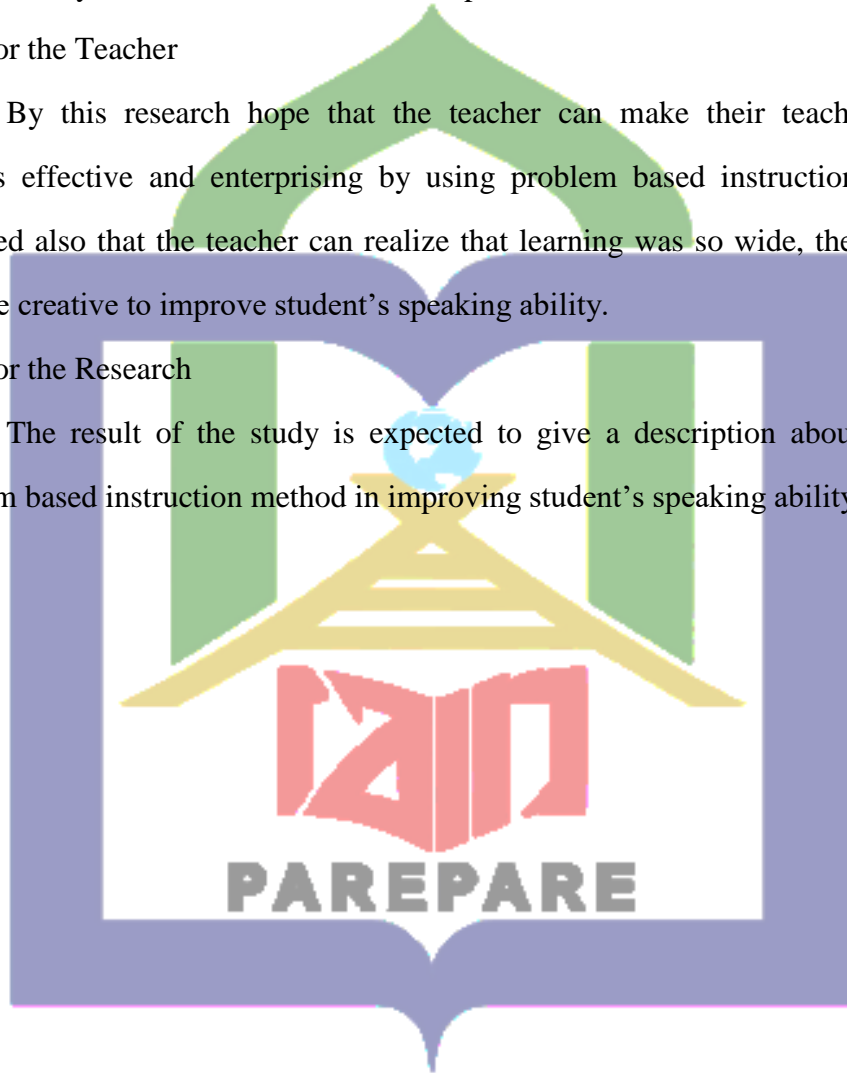 or the Teacher
By this research hope that the teacher can make their teach
s effective and enterprising by using problem based instruction
ed also that the teacher can realize that learning was so wide, the
e creative to improve student's speaking ability.
or the Research
The result of the study is expected to give a description abou
m based instruction method in improving student's speaking ability
iain
PAREPARE